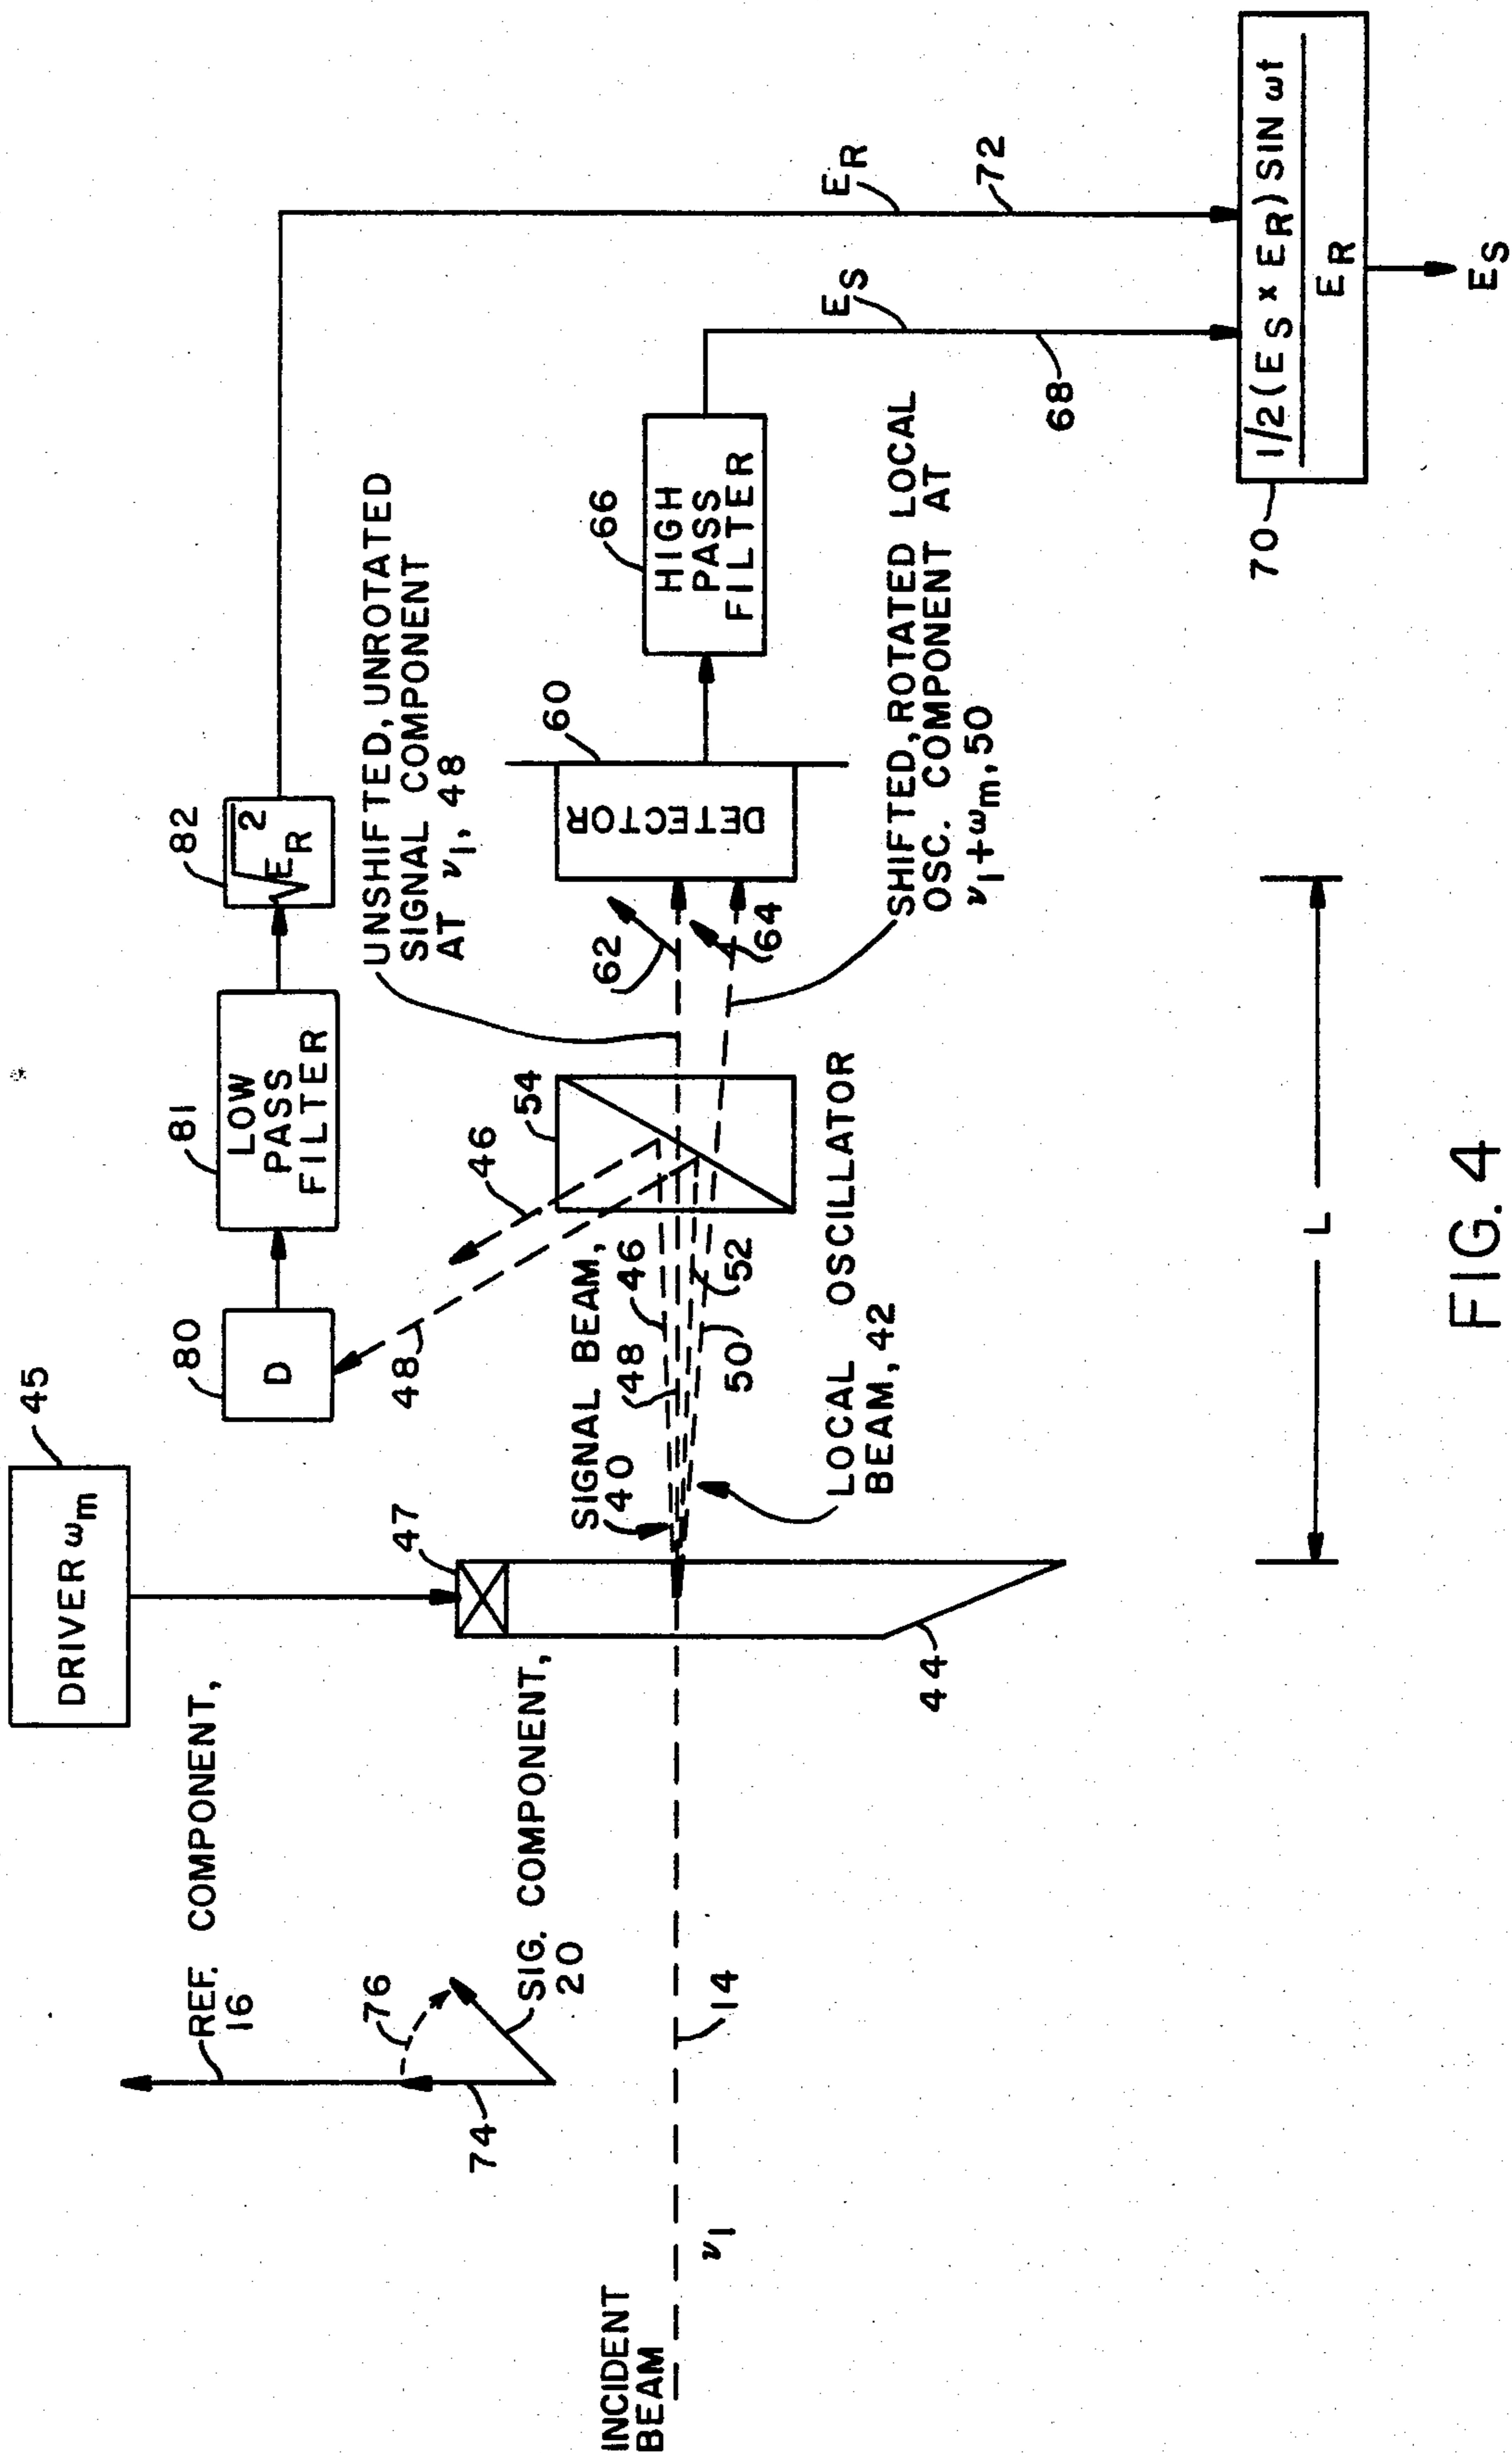 INCIDENT
BEAM
ν1
14
REF. COMPONENT,
16
74
76
SIG. COMPONENT,
20
DRIVER ωm
45
47
44
SIGNAL BEAM,
40
48
46
50
52
LOCAL OSCILLATOR
BEAM, 42
54
46
48
80
D
81
LOW
PASS
FILTER
82
√ER²
UNSHIFTED, UNROTATED
SIGNAL COMPONENT
AT ν1, 48
62
64
60
DETECTOR
66
HIGH
PASS
FILTER
SHIFTED, ROTATED LOCAL
OSC. COMPONENT AT
ν1+ωm, 50
ES
68
ER
72
70
1/2(ES × ER) SIN ωt
ER
ES
L
FIG. 4